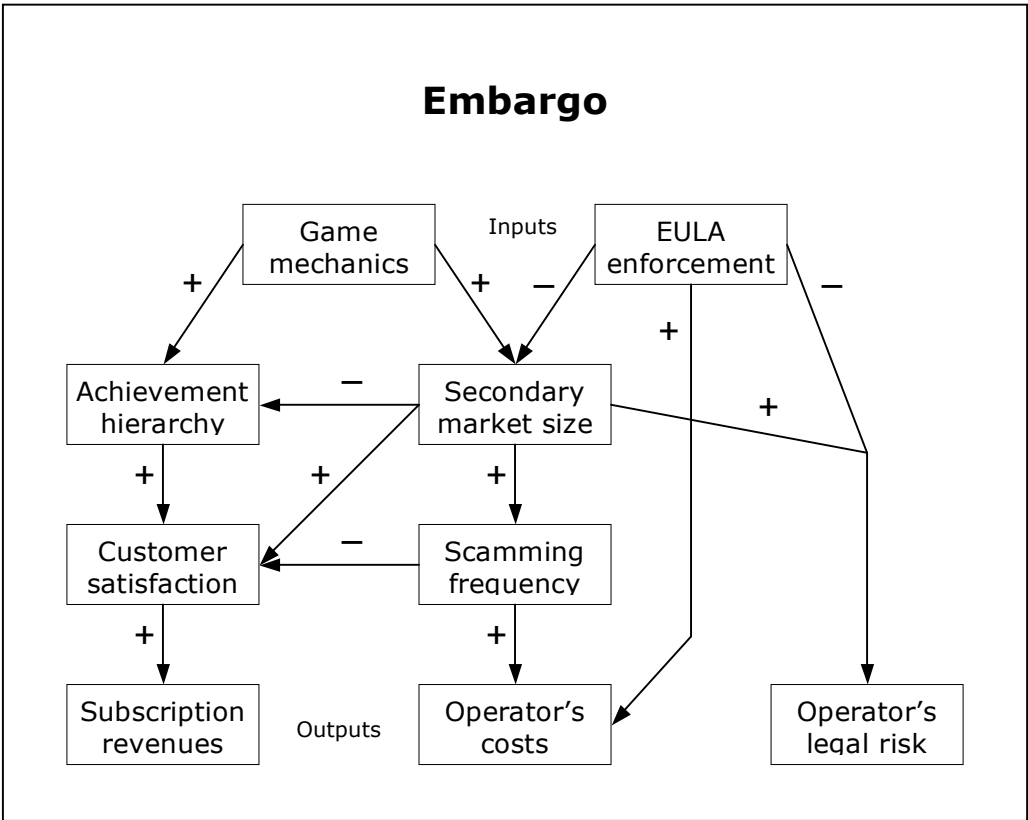 Embargo
Game
mechanics
Inputs
EULA
enforcement
+
+
–
–
+
Achievement
hierarchy
–
Secondary
market size
+
+
+
+
Customer
satisfaction
–
Scamming
frequency
+
+
Subscription
revenues
Outputs
Operator's
costs
Operator's
legal risk